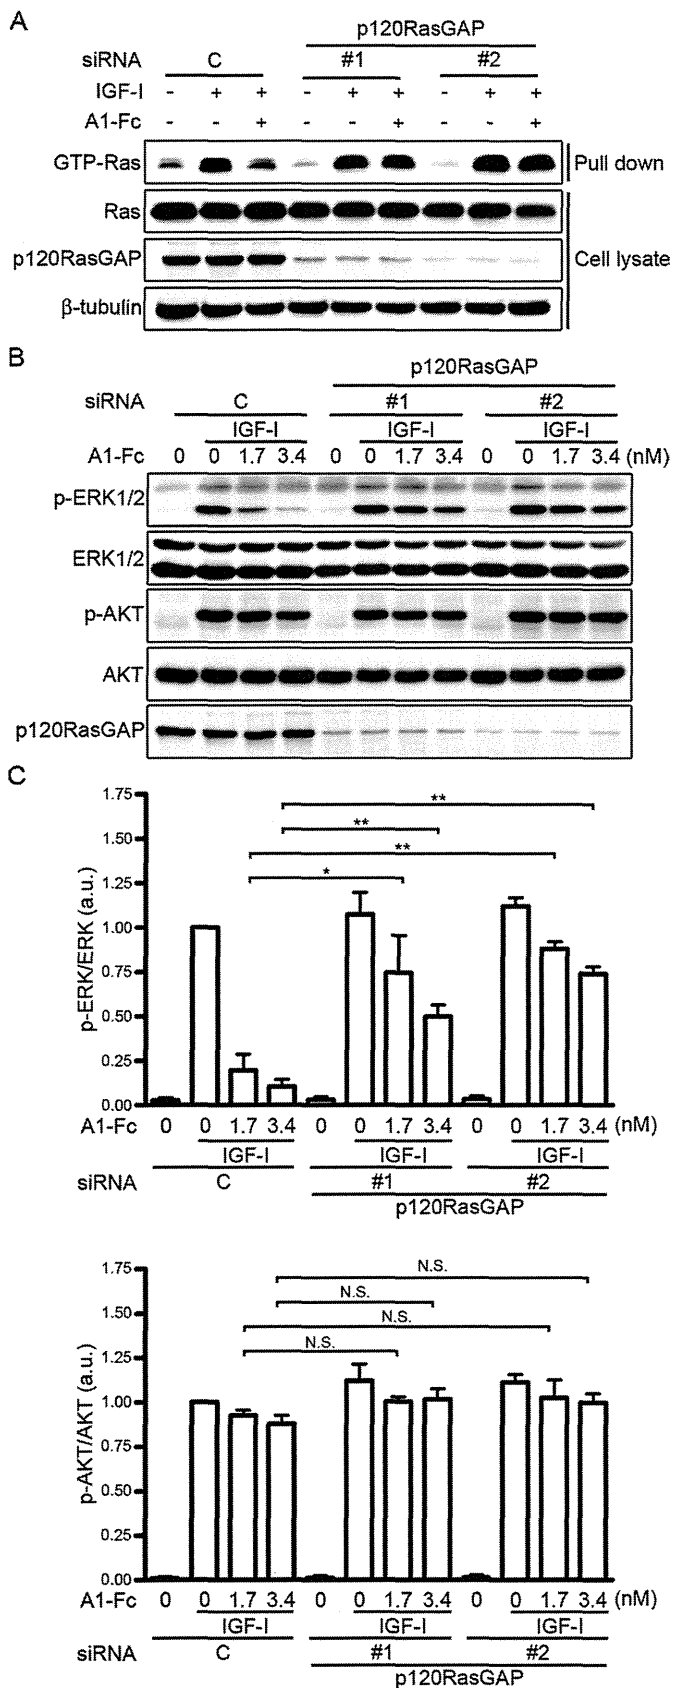 A
p120RasGAP
siRNA C #1 #2
IGF-I - + + - + + - + +
A1-Fc - - + - - + - - +
GTP-Ras Pull down
Ras
p120RasGAP Cell lysate
β-tubulin
B
p120RasGAP
siRNA C #1 #2
IGF-I IGF-I IGF-I
A1-Fc 0 0 1.7 3.4 0 0 1.7 3.4 0 0 1.7 3.4 (nM)
p-ERK1/2
ERK1/2
p-AKT
AKT
p120RasGAP
C
p-ERK/ERK (a.u.)
1.75
1.50
1.25
1.00
0.75
0.50
0.25
0.00
**
**
**
*
A1-Fc 0 0 1.7 3.4 0 0 1.7 3.4 0 0 1.7 3.4 (nM)
IGF-I IGF-I IGF-I
siRNA C #1 #2
p120RasGAP
p-AKT/AKT (a.u.)
1.75
1.50
1.25
1.00
0.75
0.50
0.25
0.00
N.S.
N.S.
N.S.
N.S.
A1-Fc 0 0 1.7 3.4 0 0 1.7 3.4 0 0 1.7 3.4 (nM)
IGF-I IGF-I IGF-I
siRNA C #1 #2
p120RasGAP